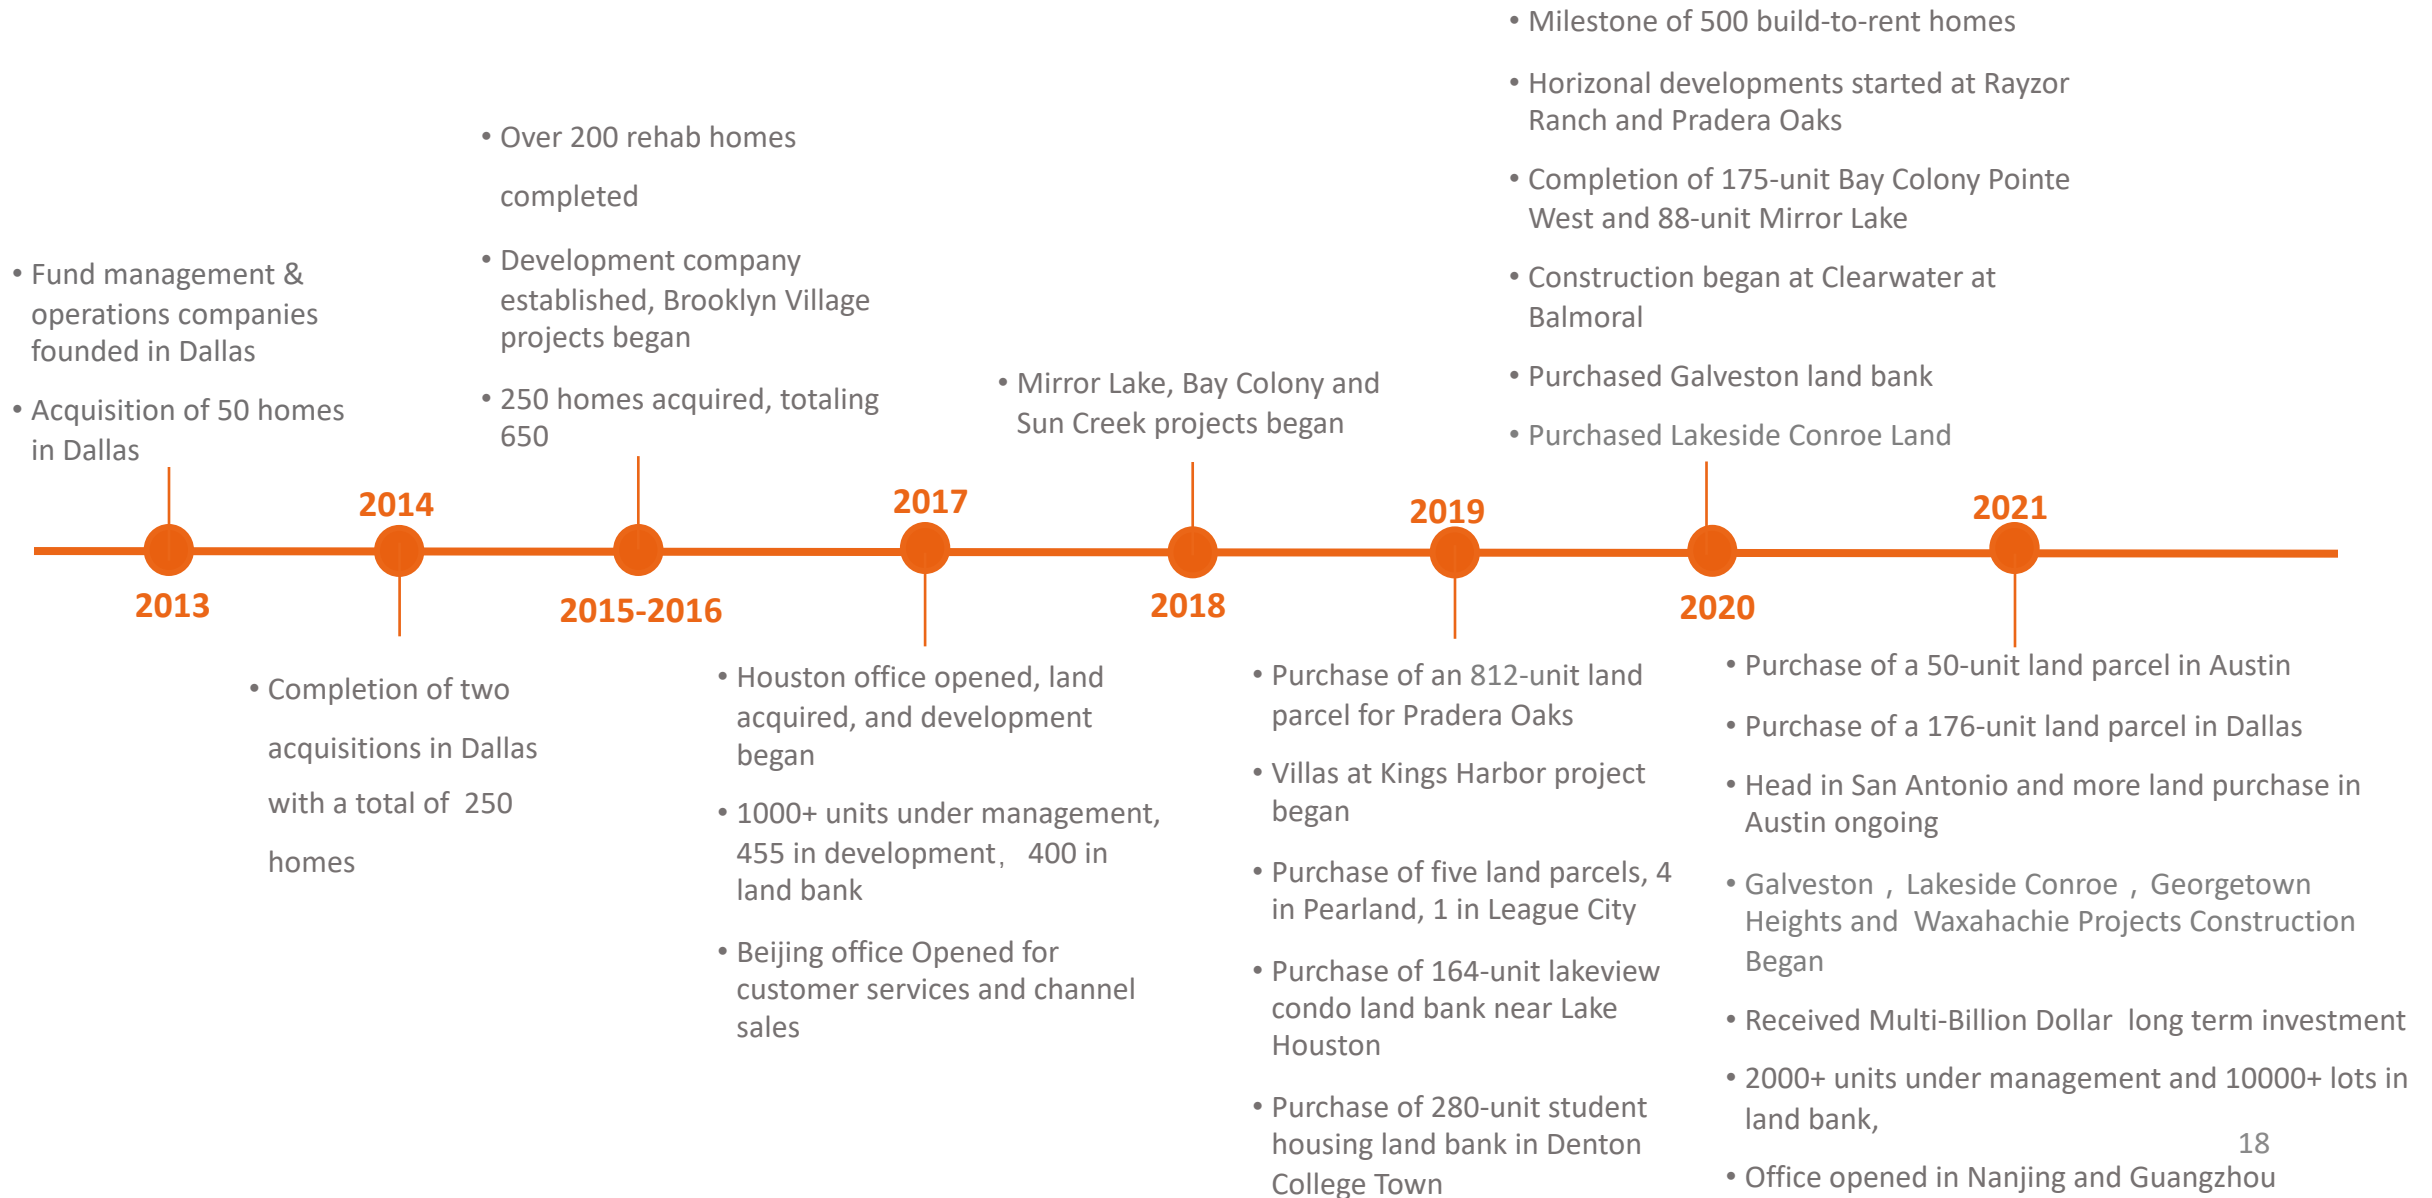 • Fund management &
operations companies
founded in Dallas
• Acquisition of 50 homes
in Dallas
2013
2014
• Completion of two
acquisitions in Dallas
with a total of  250
homes
• Over 200 rehab homes
completed
• Development company
established, Brooklyn Village
projects began
• 250 homes acquired, totaling
650
2015-2016
2017
• Houston office opened, land
acquired, and development
began
• 1000+ units under management,
455 in development,  400 in
land bank
• Beijing office Opened for
customer services and channel
sales
• Mirror Lake, Bay Colony and
Sun Creek projects began
2018
2019
• Purchase of an 812-unit land
parcel for Pradera Oaks
• Villas at Kings Harbor project
began
• Purchase of five land parcels, 4
in Pearland, 1 in League City
• Purchase of 164-unit lakeview
condo land bank near Lake
Houston
• Purchase of 280-unit student
housing land bank in Denton
College Town
• Milestone of 500 build-to-rent homes
• Horizonal developments started at Rayzor
Ranch and Pradera Oaks
• Completion of 175-unit Bay Colony Pointe
West and 88-unit Mirror Lake
• Construction began at Clearwater at
Balmoral
• Purchased Galveston land bank
• Purchased Lakeside Conroe Land
2020
2021
• Purchase of a 50-unit land parcel in Austin
• Purchase of a 176-unit land parcel in Dallas
• Head in San Antonio and more land purchase in
Austin ongoing
• Galveston , Lakeside Conroe , Georgetown
Heights and  Waxahachie Projects Construction
Began
• Received Multi-Billion Dollar  long term investment
• 2000+ units under management and 10000+ lots in
land bank,
• Office opened in Nanjing and Guangzhou
18